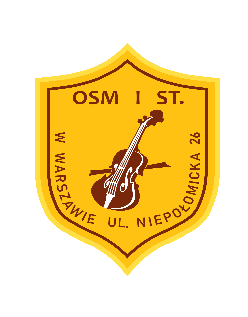 OSM I ST.
W WARSZAWIE UL. NIEPOŁOMICKA 26